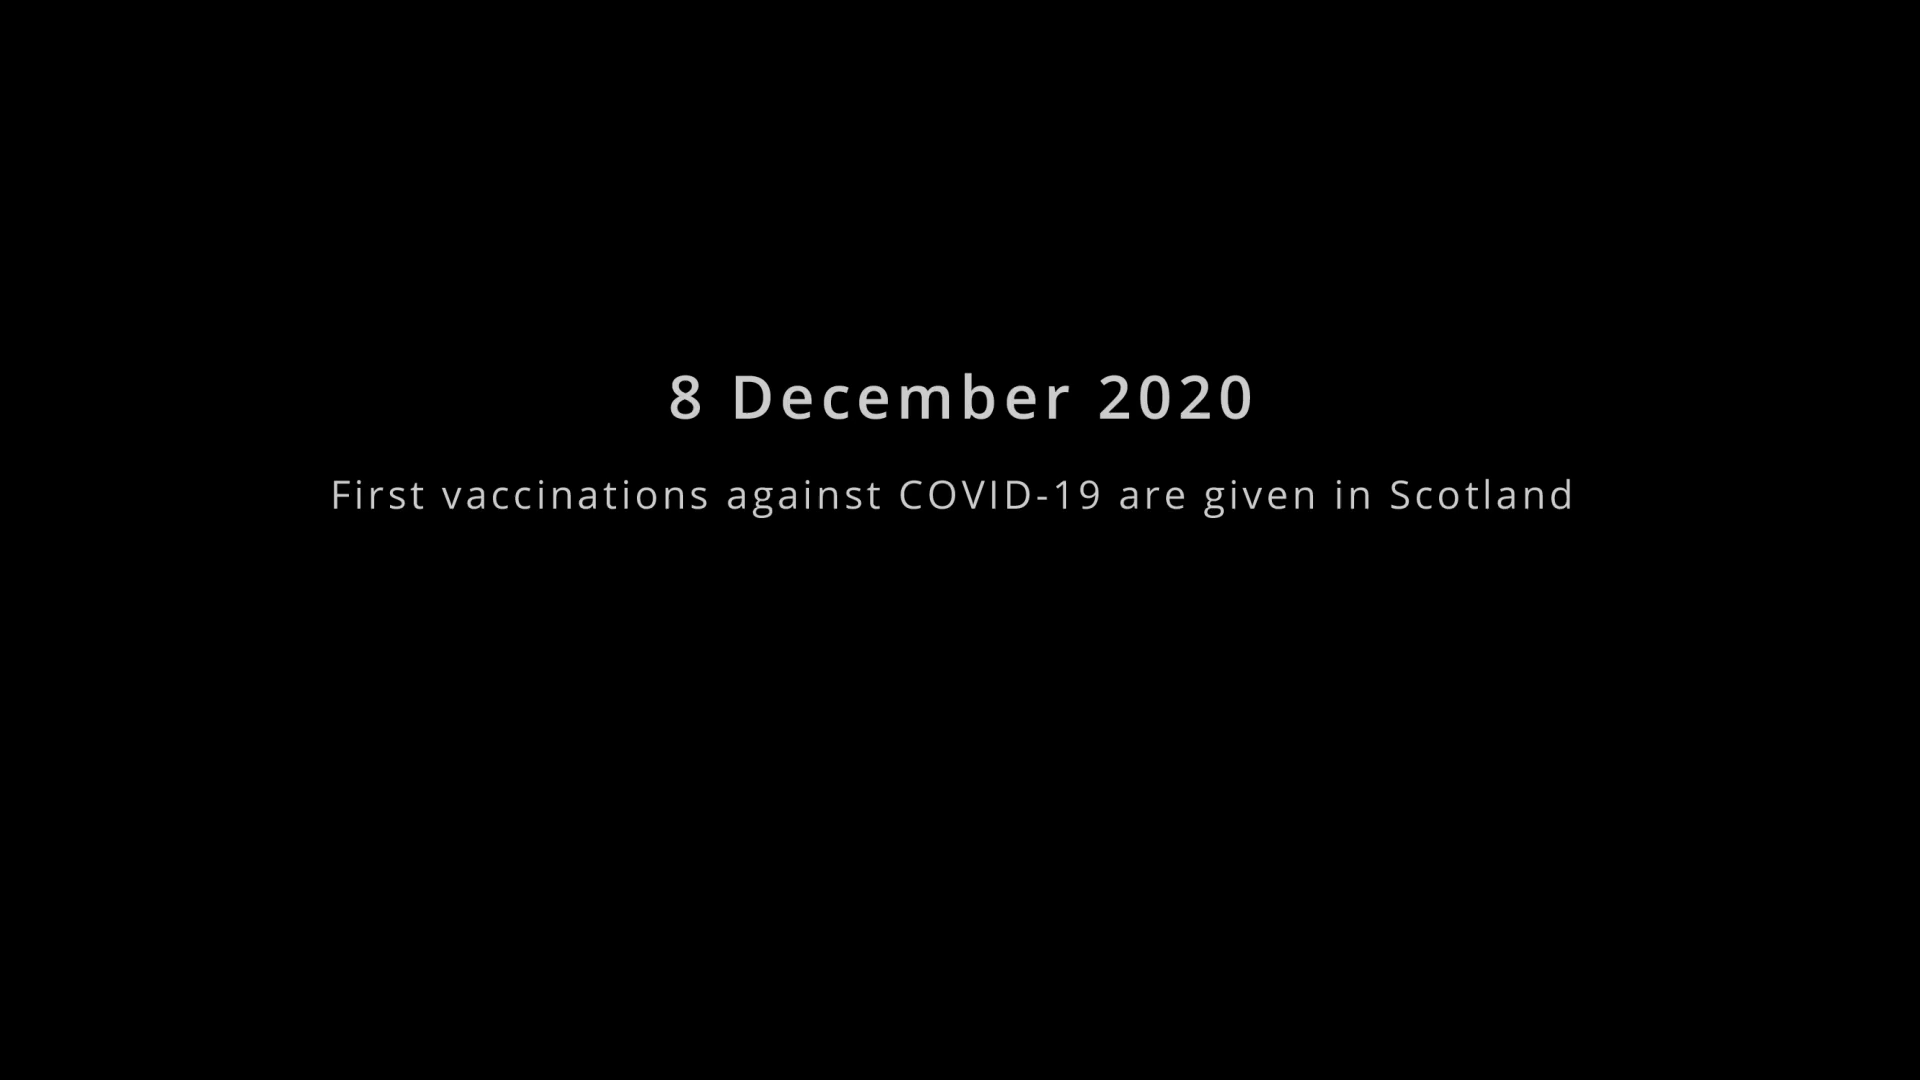 8 December 2020
First vaccinations against COVID-19 are given in Scotland